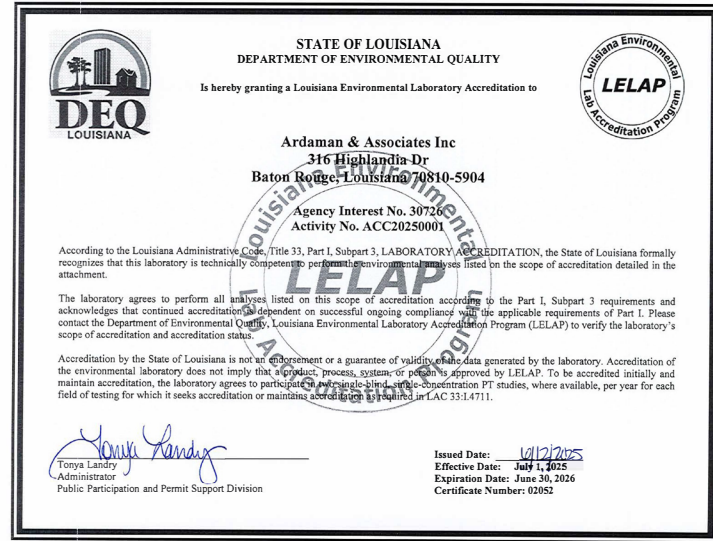 STATE OF LOUISIANA
DEPARTMENT OF ENVIRONMENTAL QUALITY
Is hereby granting a Louisiana Environmental Laboratory Accreditation to
DEQ
LOUISIANA
Louisiana Environmental
LELAP
Lab Accreditation Program
Ardaman & Associates Inc
316 Highlandia Dr
Baton Rouge, Louisiana 70810-5904
Agency Interest No. 30726
Activity No. ACC20250001
Louisiana Environmental
LELAP
Lab Accreditation Program
According to the Louisiana Administrative Code, Title 33, Part I, Subpart 3, LABORATORY ACCREDITATION, the State of Louisiana formally
recognizes that this laboratory is technically competent to perform the environmental analyses listed on the scope of accreditation detailed in the
attachment.
The laboratory agrees to perform all analyses listed on this scope of accreditation according to the Part I, Subpart 3 requirements and
acknowledges that continued accreditation is dependent on successful ongoing compliance with the applicable requirements of Part I. Please
contact the Department of Environmental Quality, Louisiana Environmental Laboratory Accreditation Program (LELAP) to verify the laboratory's
scope of accreditation and accreditation status.
Accreditation by the State of Louisiana is not an endorsement or a guarantee of validity of the data generated by the laboratory. Accreditation of
the environmental laboratory does not imply that a product, process, system, or person is approved by LELAP. To be accredited initially and
maintain accreditation, the laboratory agrees to participate in two single-blind, single-concentration PT studies, where available, per year for each
field of testing for which it seeks accreditation or maintains accreditation as required in LAC 33:I.4711.
Tonya Landry
Tonya Landry
Administrator
Public Participation and Permit Support Division
Issued Date: 6/12/2025
Effective Date: July 1, 2025
Expiration Date: June 30, 2026
Certificate Number: 02052